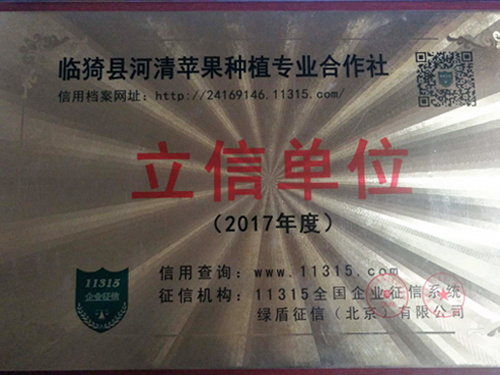 临猗县河清苹果种植专业合作社
信用档案网址：http://24169146.11315.com/
立信单位
（2017年度）
11315
企业征信
信用查询：www.11315.com
征信机构：11315全国企业征信系统
绿盾征信（北京）有限公司